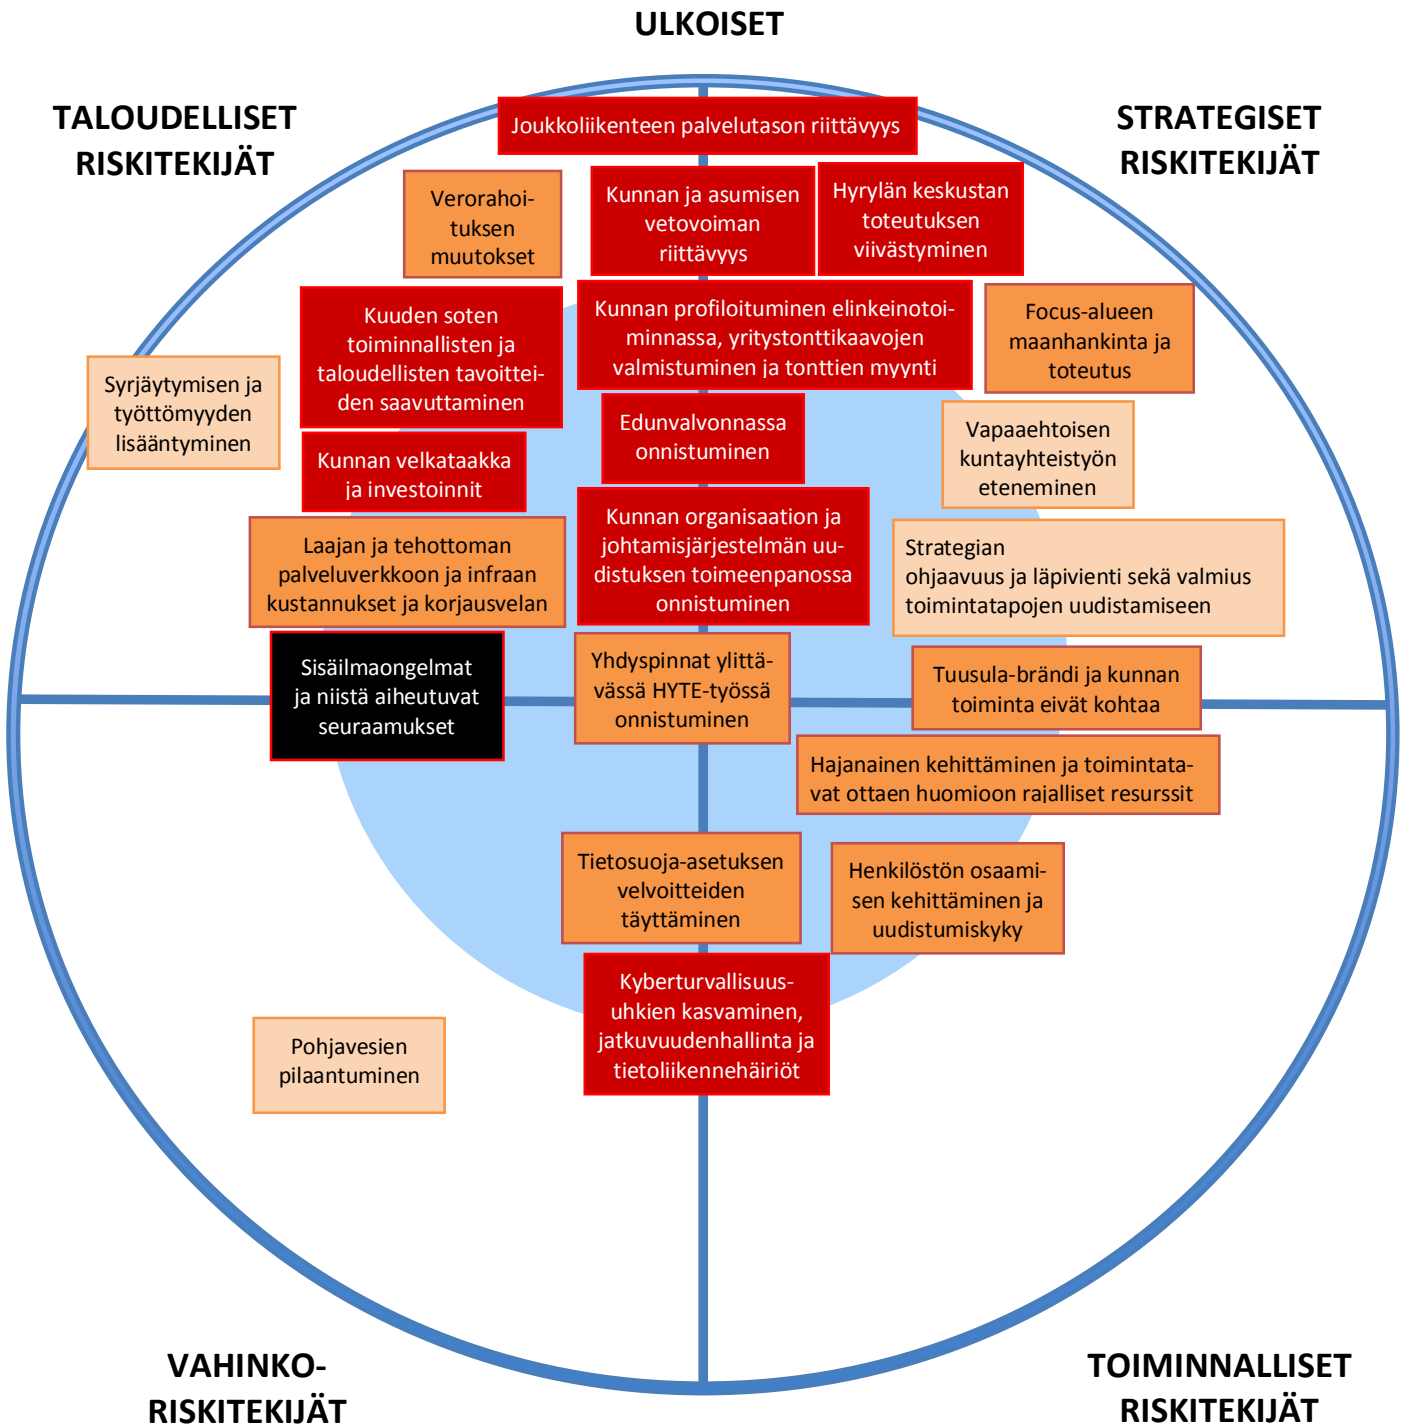 ULKOISET
TALOUDELLISET
RISKITEKIJÄT
STRATEGISET
RISKITEKIJÄT
Joukkoliikenteen palvelutason riittävyys
Verorahoi-
tuksen
muutokset
Kunnan ja asumisen
vetovoiman
riittävyys
Hyrylän keskustan
toteutuksen
viivästyminen
Kuuden soten
toiminnallisten ja
taloudellisten tavoittei-
den saavuttaminen
Kunnan profiloituminen elinkeinotoi-
minnassa, yritystonttikaavojen
valmistuminen ja tonttien myynti
Focus-alueen
maanhankinta ja
toteutus
Syrjäytymisen ja
työttömyyden
lisääntyminen
Edunvalvonnassa
onnistuminen
Vapaaehtoisen
kuntayhteistyön
eteneminen
Kunnan velkataakka
ja investoinnit
Kunnan organisaation ja
johtamisjärjestelmän uu-
distuksen toimeenpanossa
onnistuminen
Laajan ja tehottoman
palveluverkkoon ja infraan
kustannukset ja korjausvelan
Strategian
ohjaavuus ja läpivienti sekä valmius
toimintatapojen uudistamiseen
Sisäilmaongelmat
ja niistä aiheutuvat
seuraamukset
Yhdyspinnat ylittä-
vässä HYTE-työssä
onnistuminen
Tuusula-brändi ja kunnan
toiminta eivät kohtaa
Hajanainen kehittäminen ja toimintata-
vat ottaen huomioon rajalliset resurssit
Tietosuoja-asetuksen
velvoitteiden
täyttäminen
Henkilöstön osaami-
sen kehittäminen ja
uudistumiskyky
Kyberturvallisuus-
uhkien kasvaminen,
jatkuvuudenhallinta ja
tietoliikennehäiriöt
Pohjavesien
pilaantuminen
VAHINKO-
RISKITEKIJÄT
TOIMINNALLISET
RISKITEKIJÄT